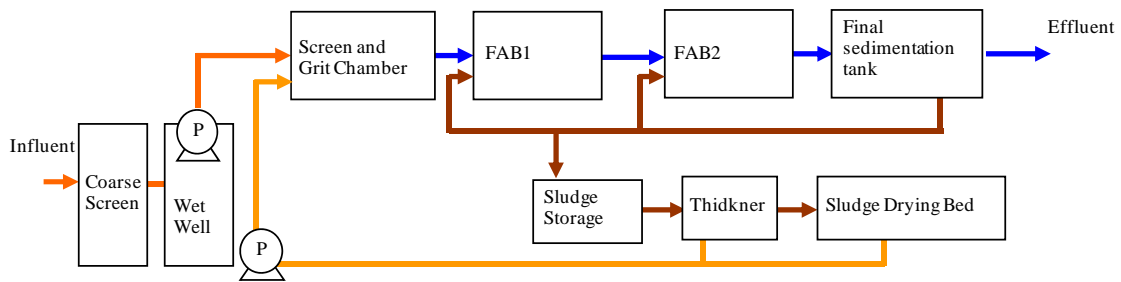 Influent
Coarse
Screen
P
Wet
Well
P
Screen and
Grit Chamber
FAB1
FAB2
Final
sedimentation
tank
Effluent
Sludge
Storage
Thidkner
Sludge Drying Bed